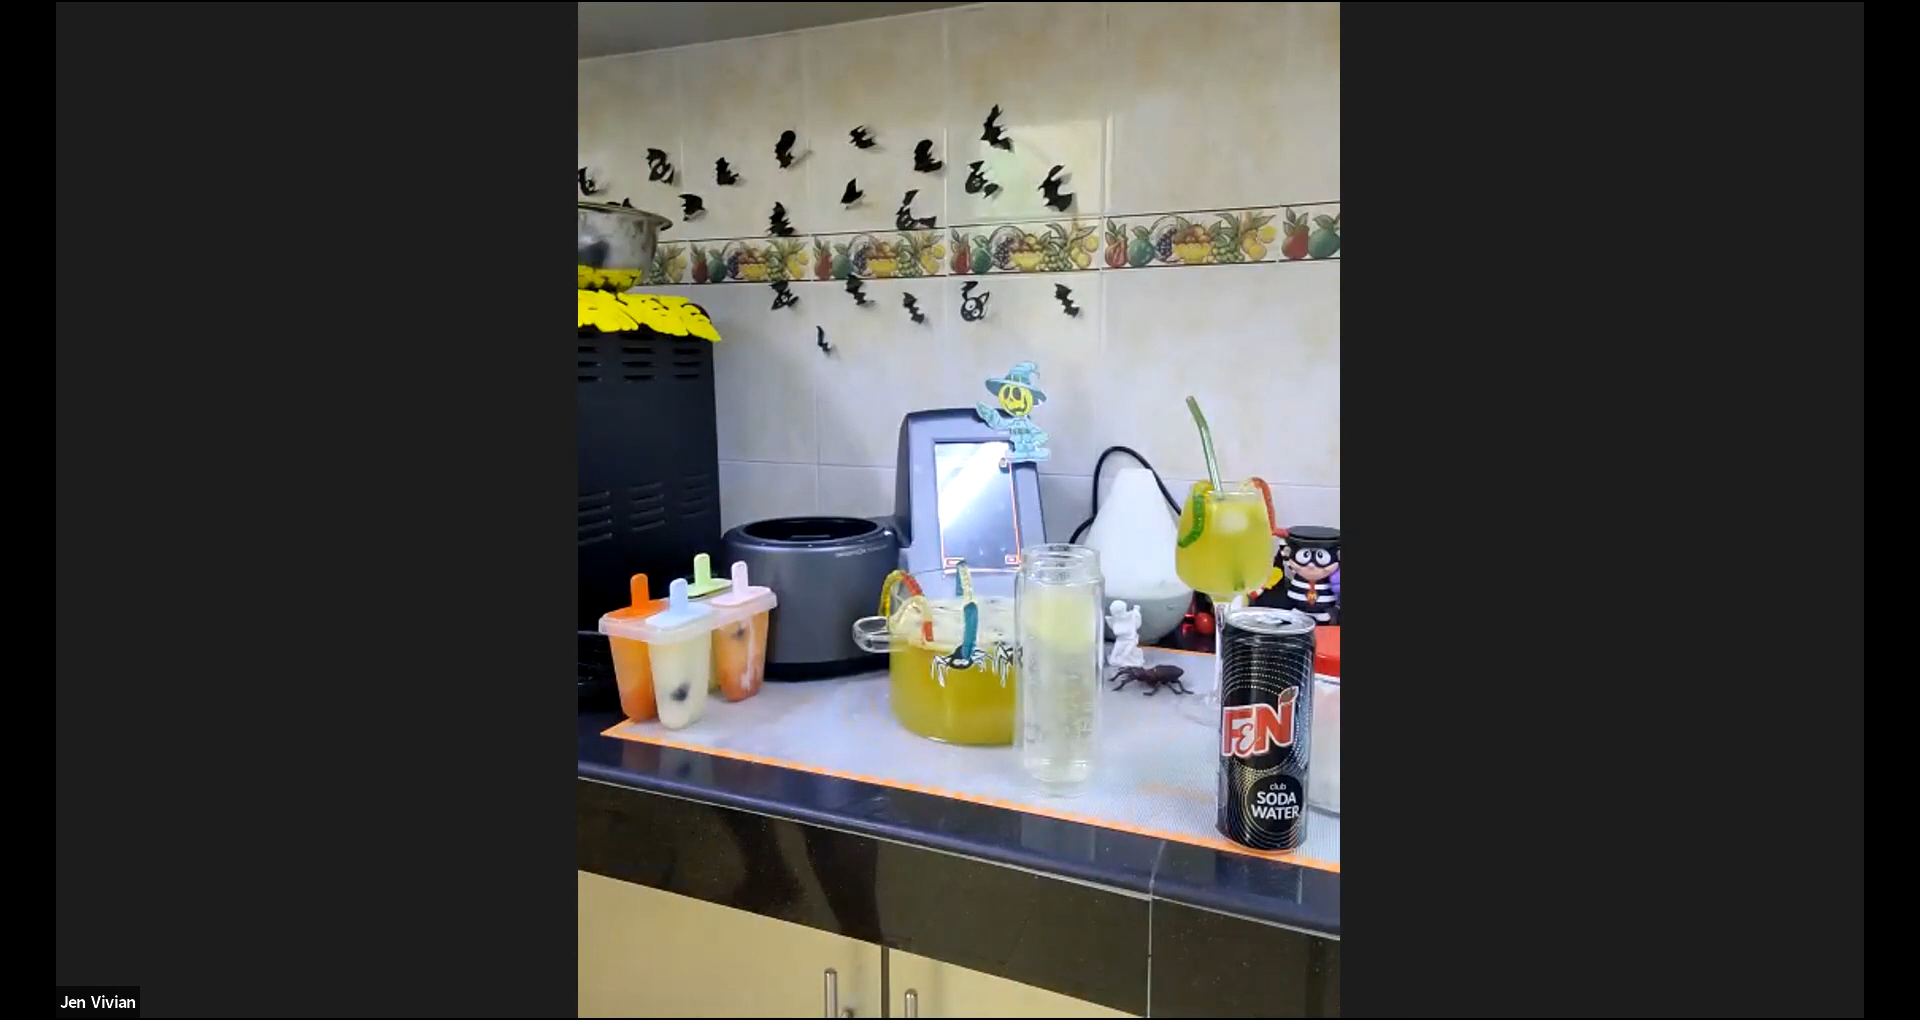 F&N
club
SODA
WATER
Jen Vivian